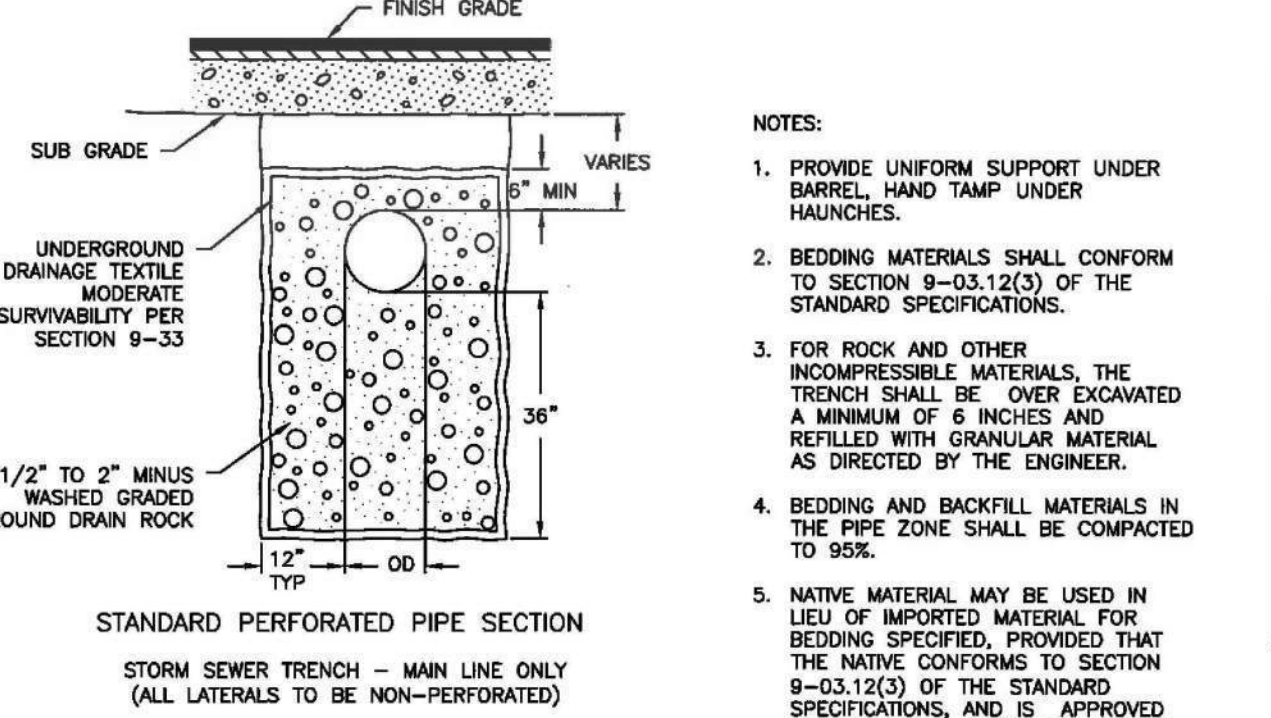 FINISH GRADE
SUB GRADE
VARIES
6" MIN
UNDERGROUND
DRAINAGE TEXTILE
MODERATE
SURVIVABILITY PER
SECTION 9-33
36"
1/2" TO 2" MINUS
WASHED GRADED
DRAIN ROCK
12"
TYP
OD
STANDARD PERFORATED PIPE SECTION
STORM SEWER TRENCH – MAIN LINE ONLY
(ALL LATERALS TO BE NON-PERFORATED)
NOTES:
1. PROVIDE UNIFORM SUPPORT UNDER
BARREL, HAND TAMP UNDER
HAUNCHES.
2. BEDDING MATERIALS SHALL CONFORM
TO SECTION 9-03.12(3) OF THE
STANDARD SPECIFICATIONS.
3. FOR ROCK AND OTHER
INCOMPRESSIBLE MATERIALS, THE
TRENCH SHALL BE OVER EXCAVATED
A MINIMUM OF 6 INCHES AND
REFILLED WITH GRANULAR MATERIAL
AS DIRECTED BY THE ENGINEER.
4. BEDDING AND BACKFILL MATERIALS IN
THE PIPE ZONE SHALL BE COMPACTED
TO 95%.
5. NATIVE MATERIAL MAY BE USED IN
LIEU OF IMPORTED MATERIAL FOR
BEDDING SPECIFIED, PROVIDED THAT
THE NATIVE CONFORMS TO SECTION
9-03.12(3) OF THE STANDARD
SPECIFICATIONS, AND IS APPROVED